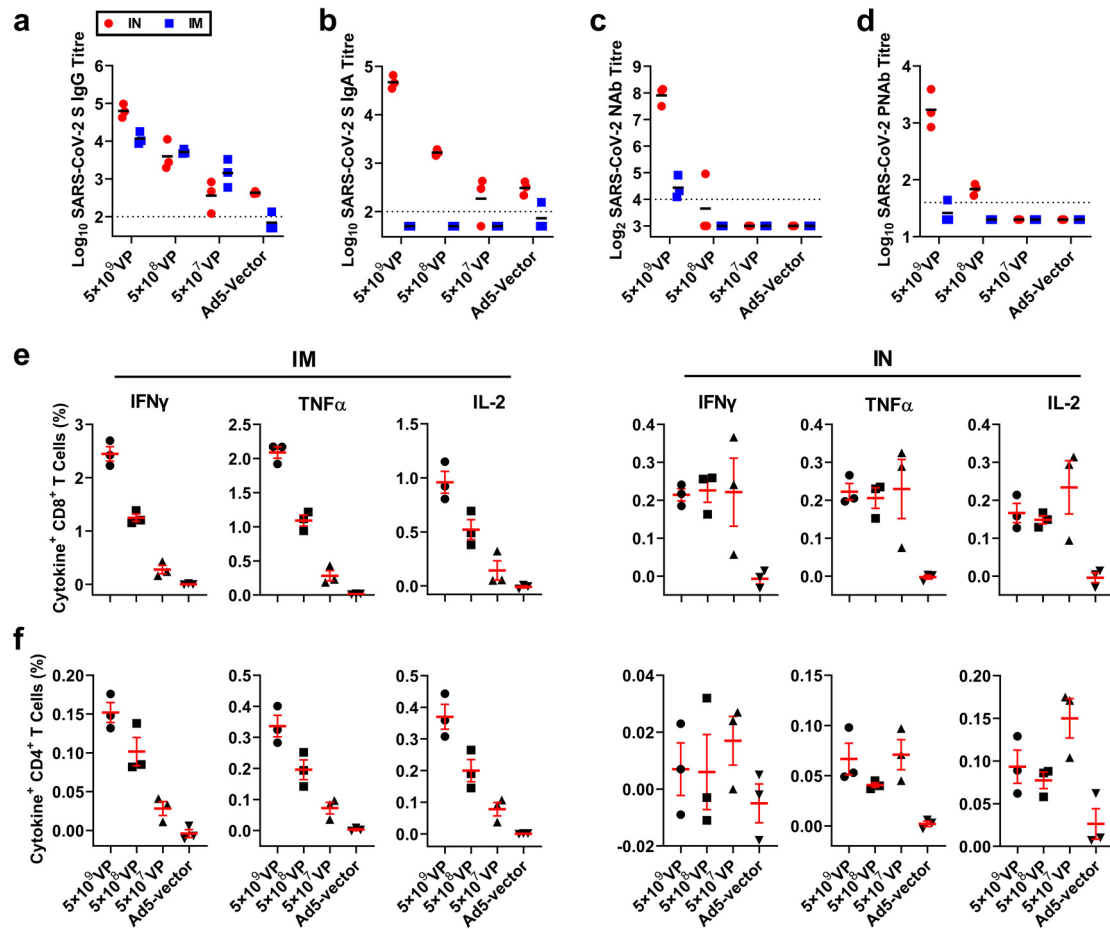 a
IN IM
Log10 SARS-CoV-2 S IgG Titre
6
5
4
3
2
1
5×10⁹VP
5×10⁸VP
5×10⁷VP
Ad5-Vector
b
Log10 SARS-CoV-2 S IgA Titre
5
4
3
2
1
5×10⁹VP
5×10⁸VP
5×10⁷VP
Ad5-Vector
c
Log2 SARS-CoV-2 NAb Titre
9
8
7
6
5
4
3
2
5×10⁹VP
5×10⁸VP
5×10⁷VP
Ad5-Vector
d
Log10 SARS-CoV-2 PNAb Titre
4
3
2
1
5×10⁹VP
5×10⁸VP
5×10⁷VP
Ad5-Vector
e
IM
Cytokine⁺ CD8⁺ T Cells (%)
IFNγ
3
2
1
0
TNFα
2.5
2.0
1.5
1.0
0.5
0.0
IL-2
1.5
1.0
0.5
0.0
IN
IFNγ
0.4
0.3
0.2
0.1
0.0
TNFα
0.4
0.3
0.2
0.1
0.0
IL-2
0.4
0.3
0.2
0.1
0.0
f
Cytokine⁺ CD4⁺ T Cells (%)
0.20
0.15
0.10
0.05
0.00
5×10⁹VP
5×10⁸VP
5×10⁷VP
Ad5-vector
0.5
0.4
0.3
0.2
0.1
0.0
5×10⁹VP
5×10⁸VP
5×10⁷VP
Ad5-vector
0.5
0.4
0.3
0.2
0.1
0.0
5×10⁹VP
5×10⁸VP
5×10⁷VP
Ad5-vector
0.04
0.02
0.00
-0.02
5×10⁹VP
5×10⁸VP
5×10⁷VP
Ad5-vector
0.15
0.10
0.05
0.00
5×10⁹VP
5×10⁸VP
5×10⁷VP
Ad5-vector
0.20
0.15
0.10
0.05
0.00
5×10⁹VP
5×10⁸VP
5×10⁷VP
Ad5-vector